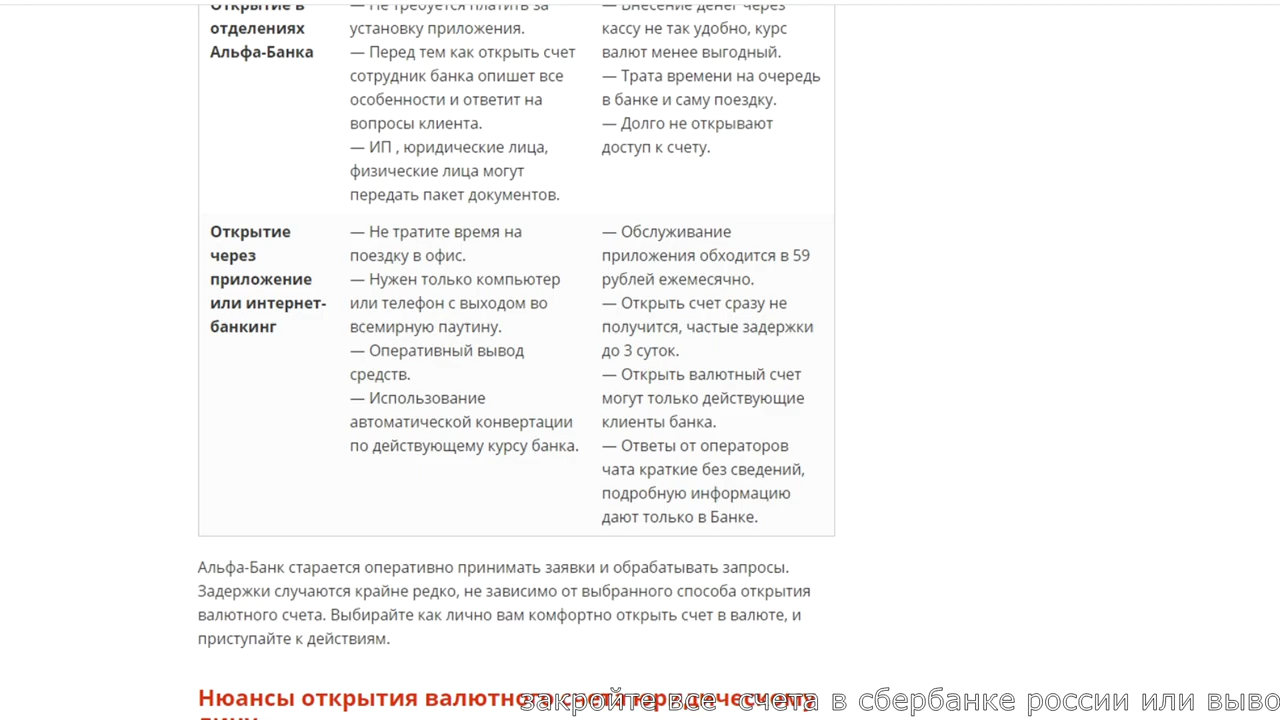 Открытие в
отделениях
Альфа-Банка
— Не требуется платить за
установку приложения.
— Перед тем как открыть счет
сотрудник банка опишет все
особенности и ответит на
вопросы клиента.
— ИП , юридические лица,
физические лица могут
передать пакет документов.
— Внесение денег через
кассу не так удобно, курс
валют менее выгодный.
— Трата времени на очередь
в банке и саму поездку.
— Долго не открывают
доступ к счету.
Открытие
через
приложение
или интернет-
банкинг
— Не тратите время на
поездку в офис.
— Нужен только компьютер
или телефон с выходом во
всемирную паутину.
— Оперативный вывод
средств.
— Использование
автоматической конвертации
по действующему курсу банка.
— Обслуживание
приложения обходится в 59
рублей ежемесячно.
— Открыть счет сразу не
получится, частые задержки
до 3 суток.
— Открыть валютный счет
могут только действующие
клиенты банка.
— Ответы от операторов
чата краткие без сведений,
подробную информацию
дают только в Банке.
Альфа-Банк старается оперативно принимать заявки и обрабатывать запросы.
Задержки случаются крайне редко, не зависимо от выбранного способа открытия
валютного счета. Выбирайте как лично вам комфортно открыть счет в валюте, и
приступайте к действиям.
Нюансы открытия валютного счета юридическому
закройте все счета в сбербанке россии или выво